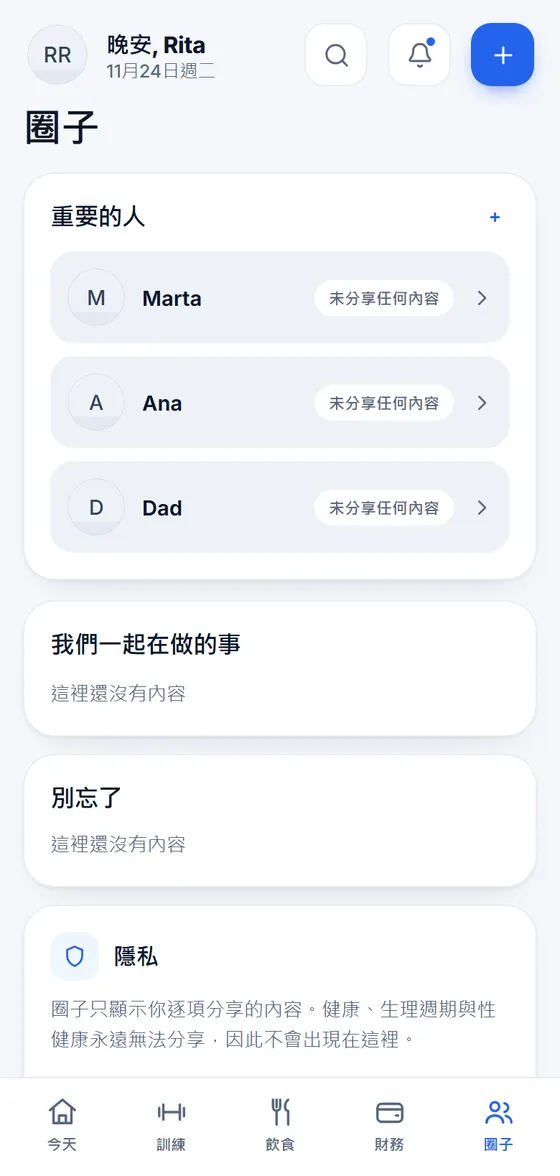 RR
晚安, Rita
11月24日週二
圈子
重要的人
+
M
Marta
未分享任何內容
A
Ana
未分享任何內容
D
Dad
未分享任何內容
我們一起在做的事
這裡還沒有內容
別忘了
這裡還沒有內容
隱私
圈子只顯示你逐項分享的內容。健康、生理週期與性
健康永遠無法分享，因此不會出現在這裡。
今天
訓練
飲食
財務
圈子